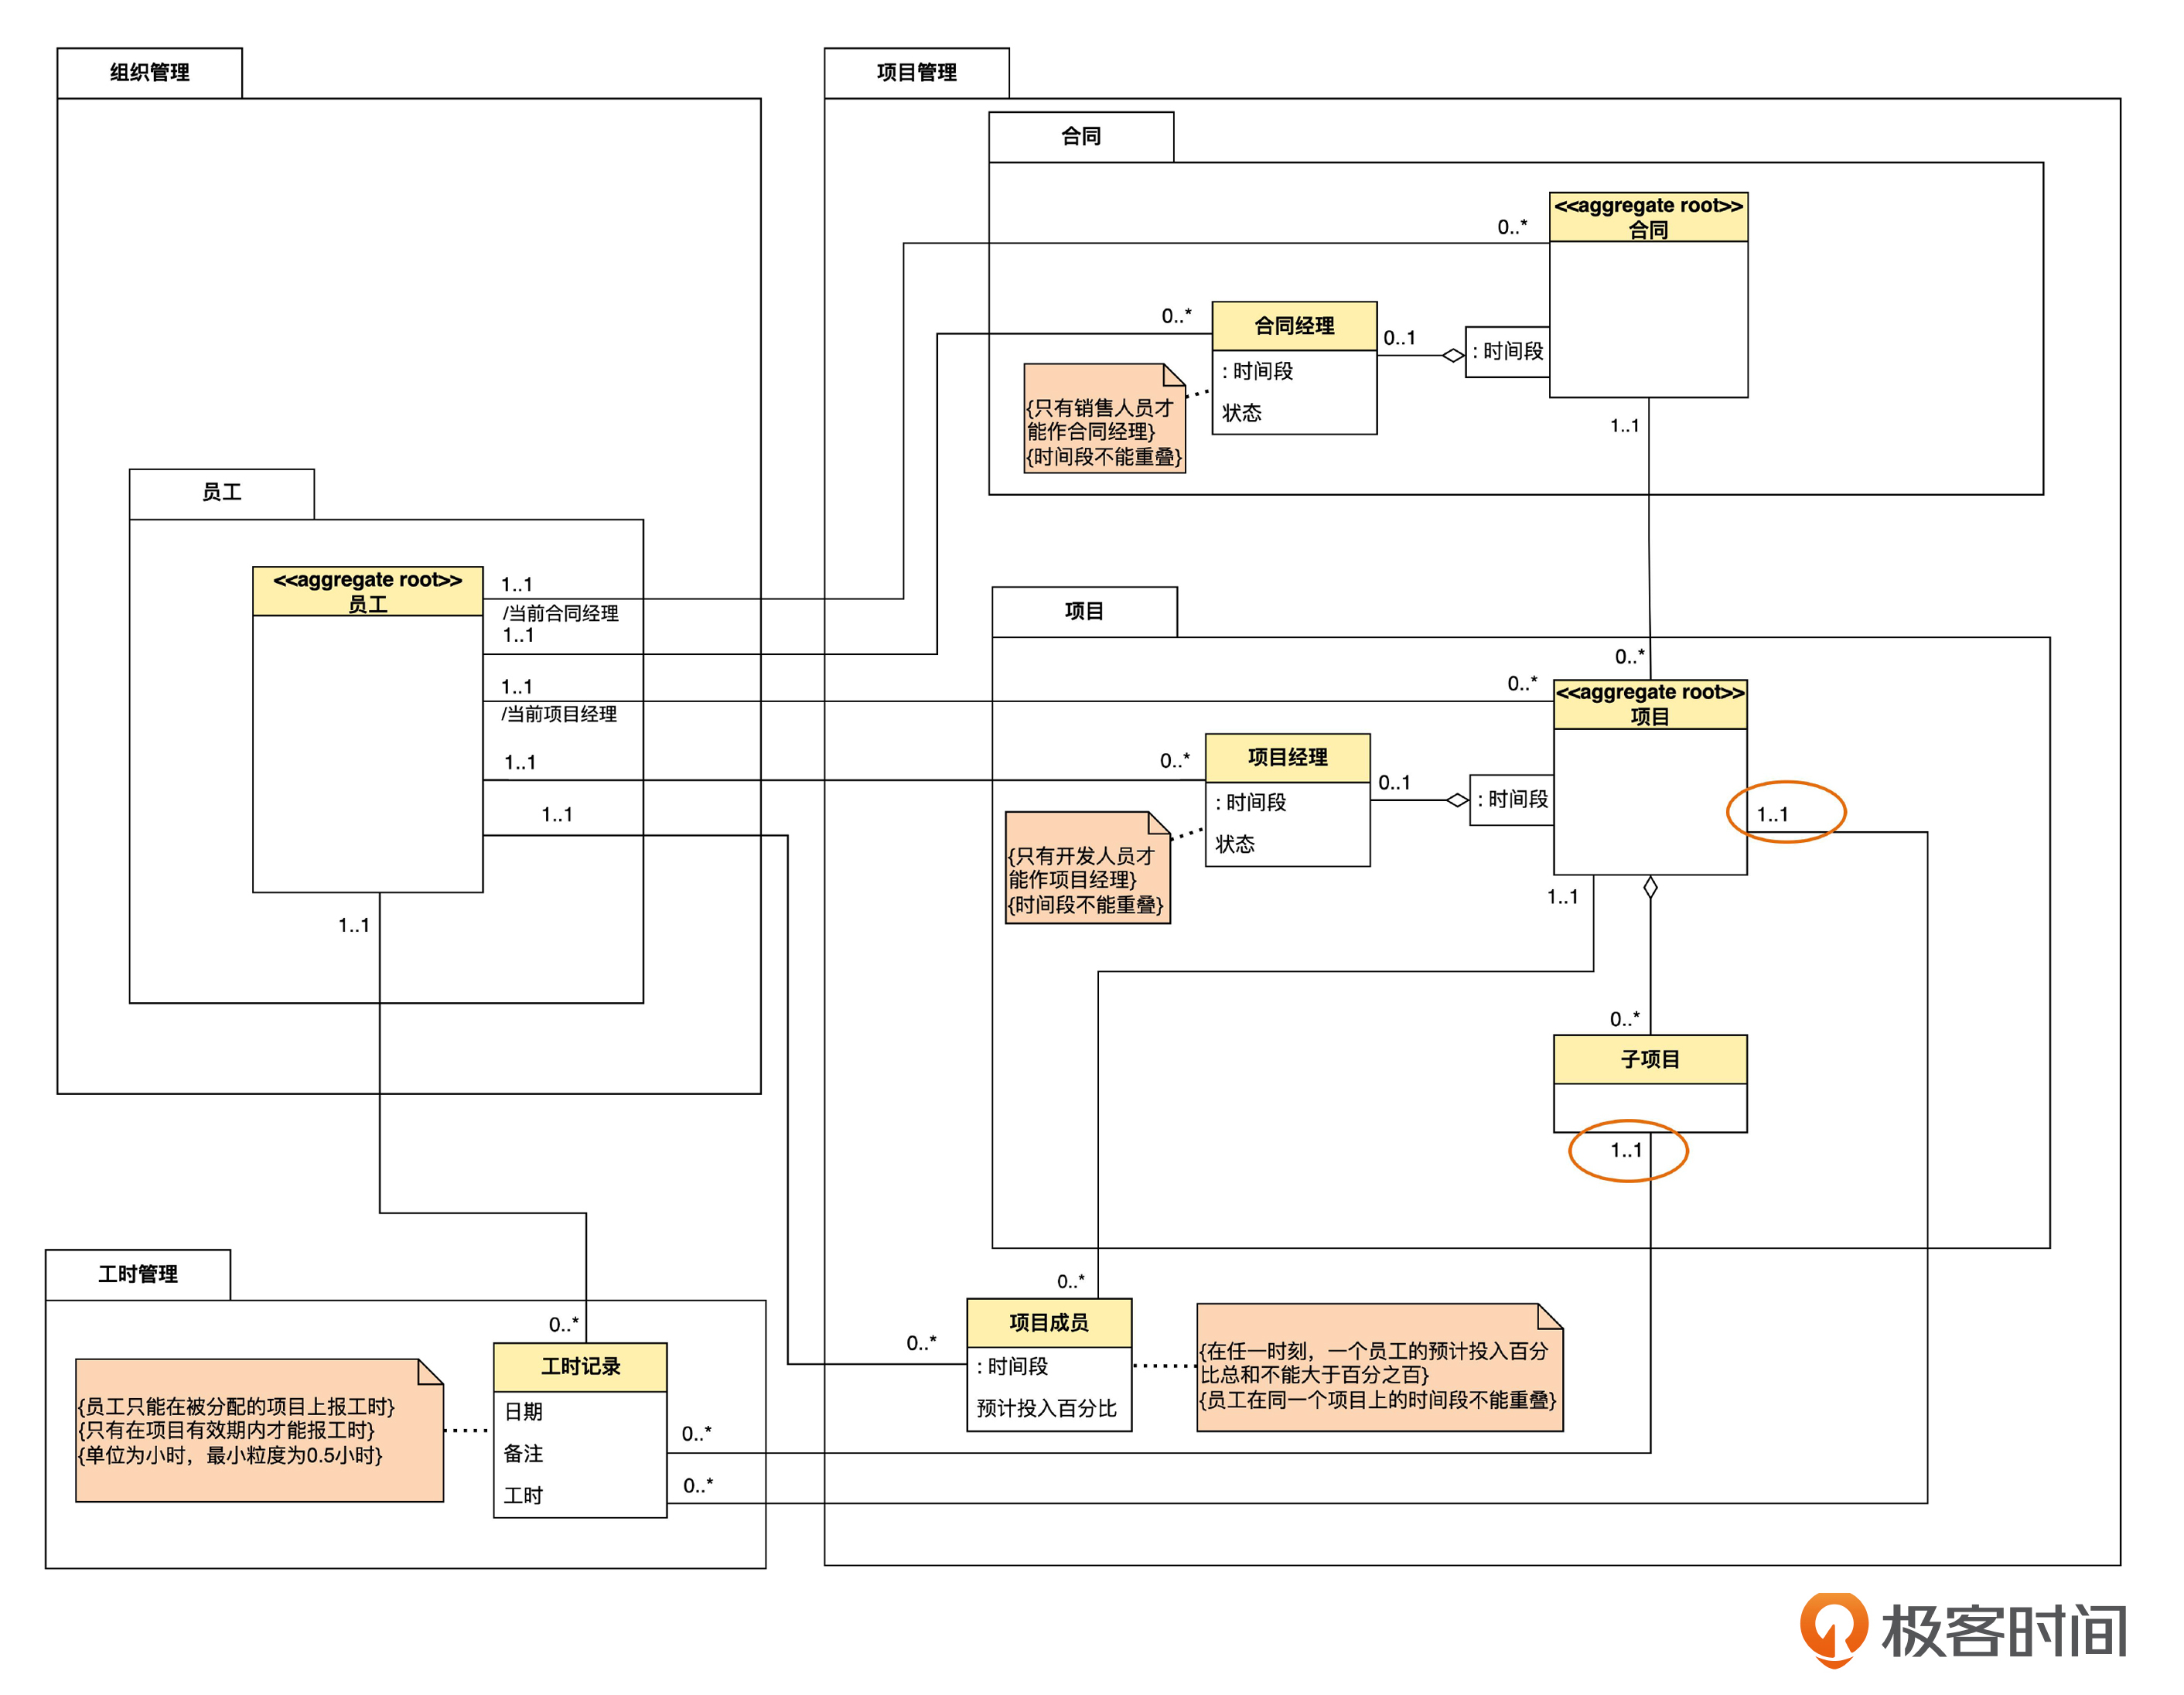 组织管理
项目管理
合同
<<aggregate root>>
合同
0..*
0..*
合同经理
: 时间段
状态
0..1
: 时间段
{只有销售人员才
能作合同经理}
{时间段不能重叠}
1..1
员工
<<aggregate root>>
员工
1..1
/当前合同经理
1..1
1..1
/当前项目经理
1..1
1..1
1..1
项目
0..*
0..*
<<aggregate root>>
项目
0..*
项目经理
: 时间段
状态
0..1
: 时间段
1..1
{只有开发人员才
能作项目经理}
{时间段不能重叠}
1..1
0..*
子项目
1..1
工时管理
0..*
工时记录
日期
备注
工时
{员工只能在被分配的项目上报工时}
{只有在项目有效期内才能报工时}
{单位为小时，最小粒度为0.5小时}
0..*
0..*
0..*
0..*
项目成员
: 时间段
预计投入百分比
{在任一时刻，一个员工的预计投入百分
比总和不能大于百分之百}
{员工在同一个项目上的时间段不能重叠}
极客时间